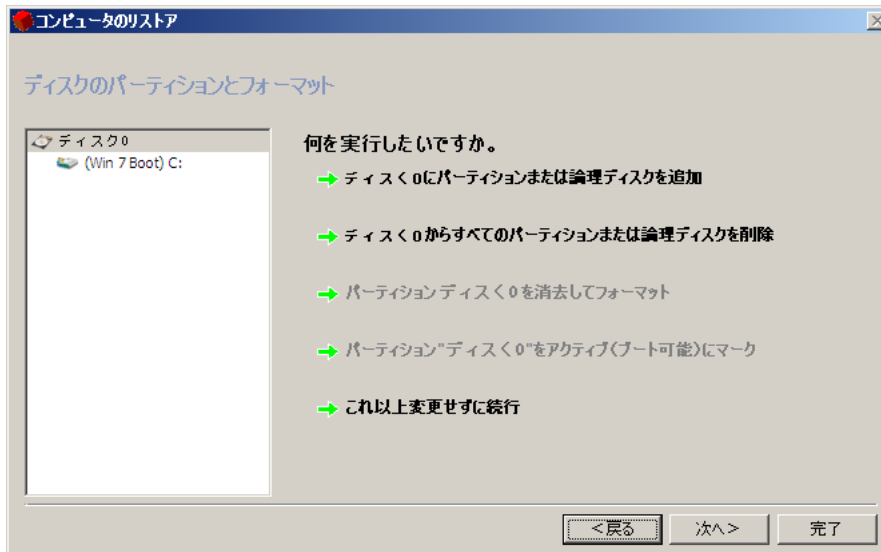 コンピュータのリストア
ディスクのパーティションとフォーマット
ディスク0
(Win 7 Boot) C:
何を実行したいですか。
ディスく0にパーティションまたは論理ディスクを追加
ディスく0からすべてのパーティションまたは論理ディスクを削除
パーティションディスく0を消去してフォーマット
パーティション"ディスく0"をアクティブ(ブート可能)にマーク
これ以上変更せずに続行
<戻る
次へ>
完了